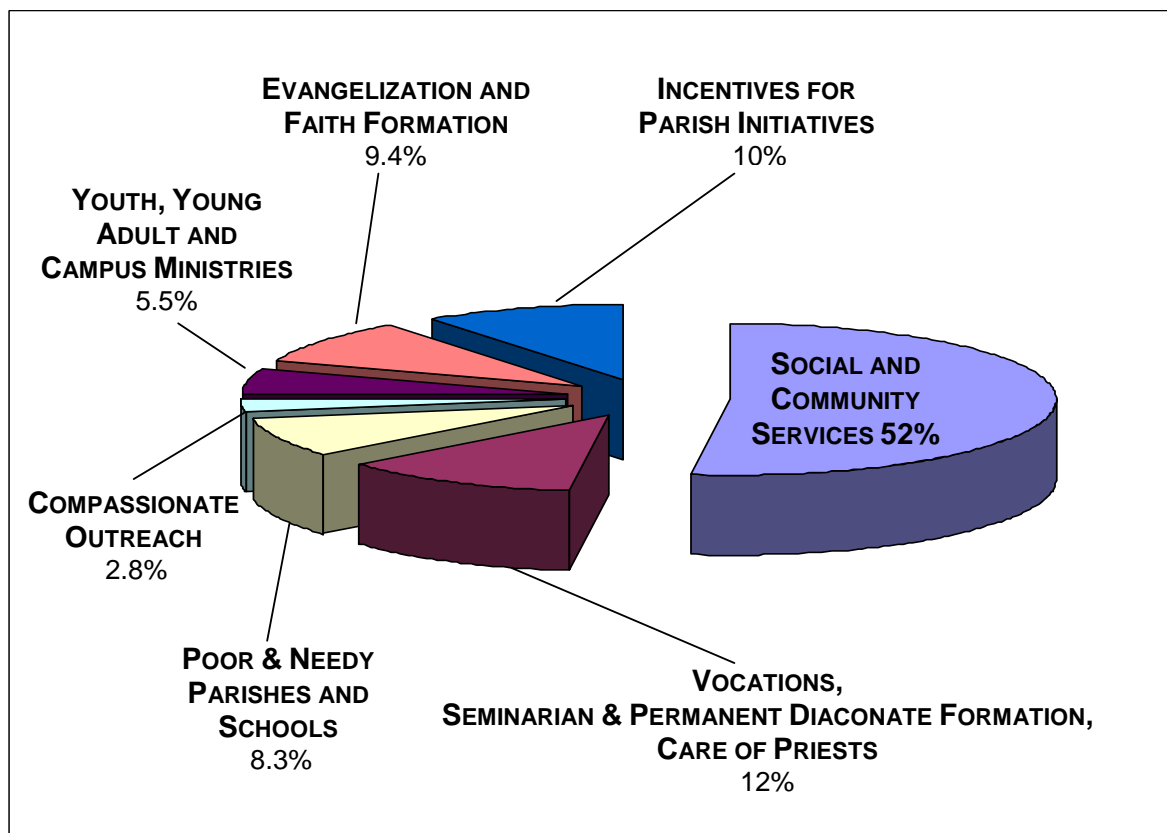 EVANGELIZATION AND
FAITH FORMATION
9.4%
INCENTIVES FOR
PARISH INITIATIVES
10%
YOUTH, YOUNG
ADULT AND
CAMPUS MINISTRIES
5.5%
SOCIAL AND
COMMUNITY
SERVICES 52%
COMPASSIONATE
OUTREACH
2.8%
POOR & NEEDY
PARISHES AND
SCHOOLS
8.3%
VOCATIONS,
SEMINARIAN & PERMANENT DIACONATE FORMATION,
CARE OF PRIESTS
12%